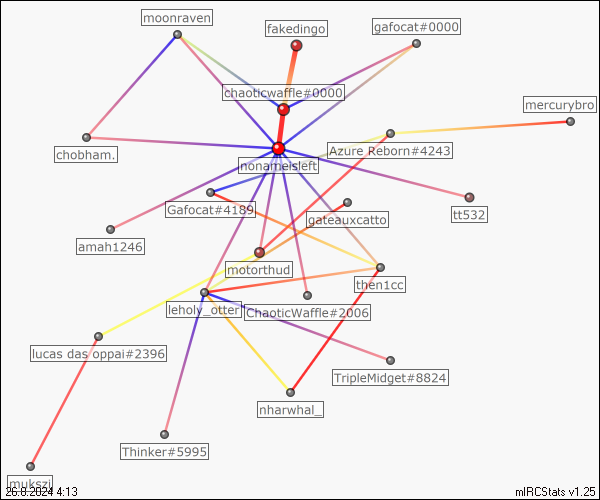 moonraven
fakedingo
gafocat#0000
chaoticwaffle#0000
mercurybro
chobham.
Azure Reborn#4243
nonameisleft
Gafocat#4189
gateauxcatto
tt532
amah1246
motorthud
then1cc
leholy_otter
ChaoticWaffle#2006
lucas das oppai#2396
TripleMidget#8824
nharwhal_
Thinker#5995
mukszi
26.8.2024 4:13
mIRCStats v1.25